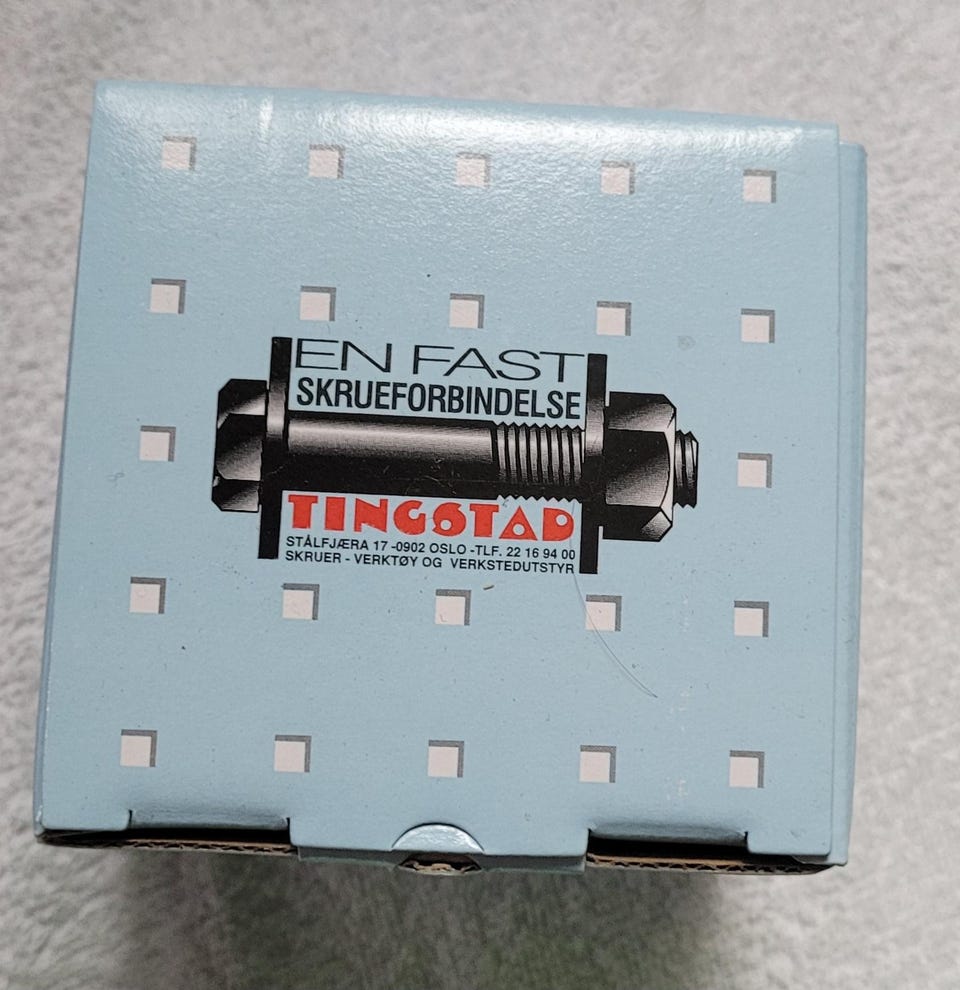 EN FAST
SKRUEFORBINDELSE
TINGSTAD
STÅLFJÆRA 17 -0902 OSLO -TLF. 22 16 94 00
SKRUER - VERKTØY OG VERKSTEDUTSTYR